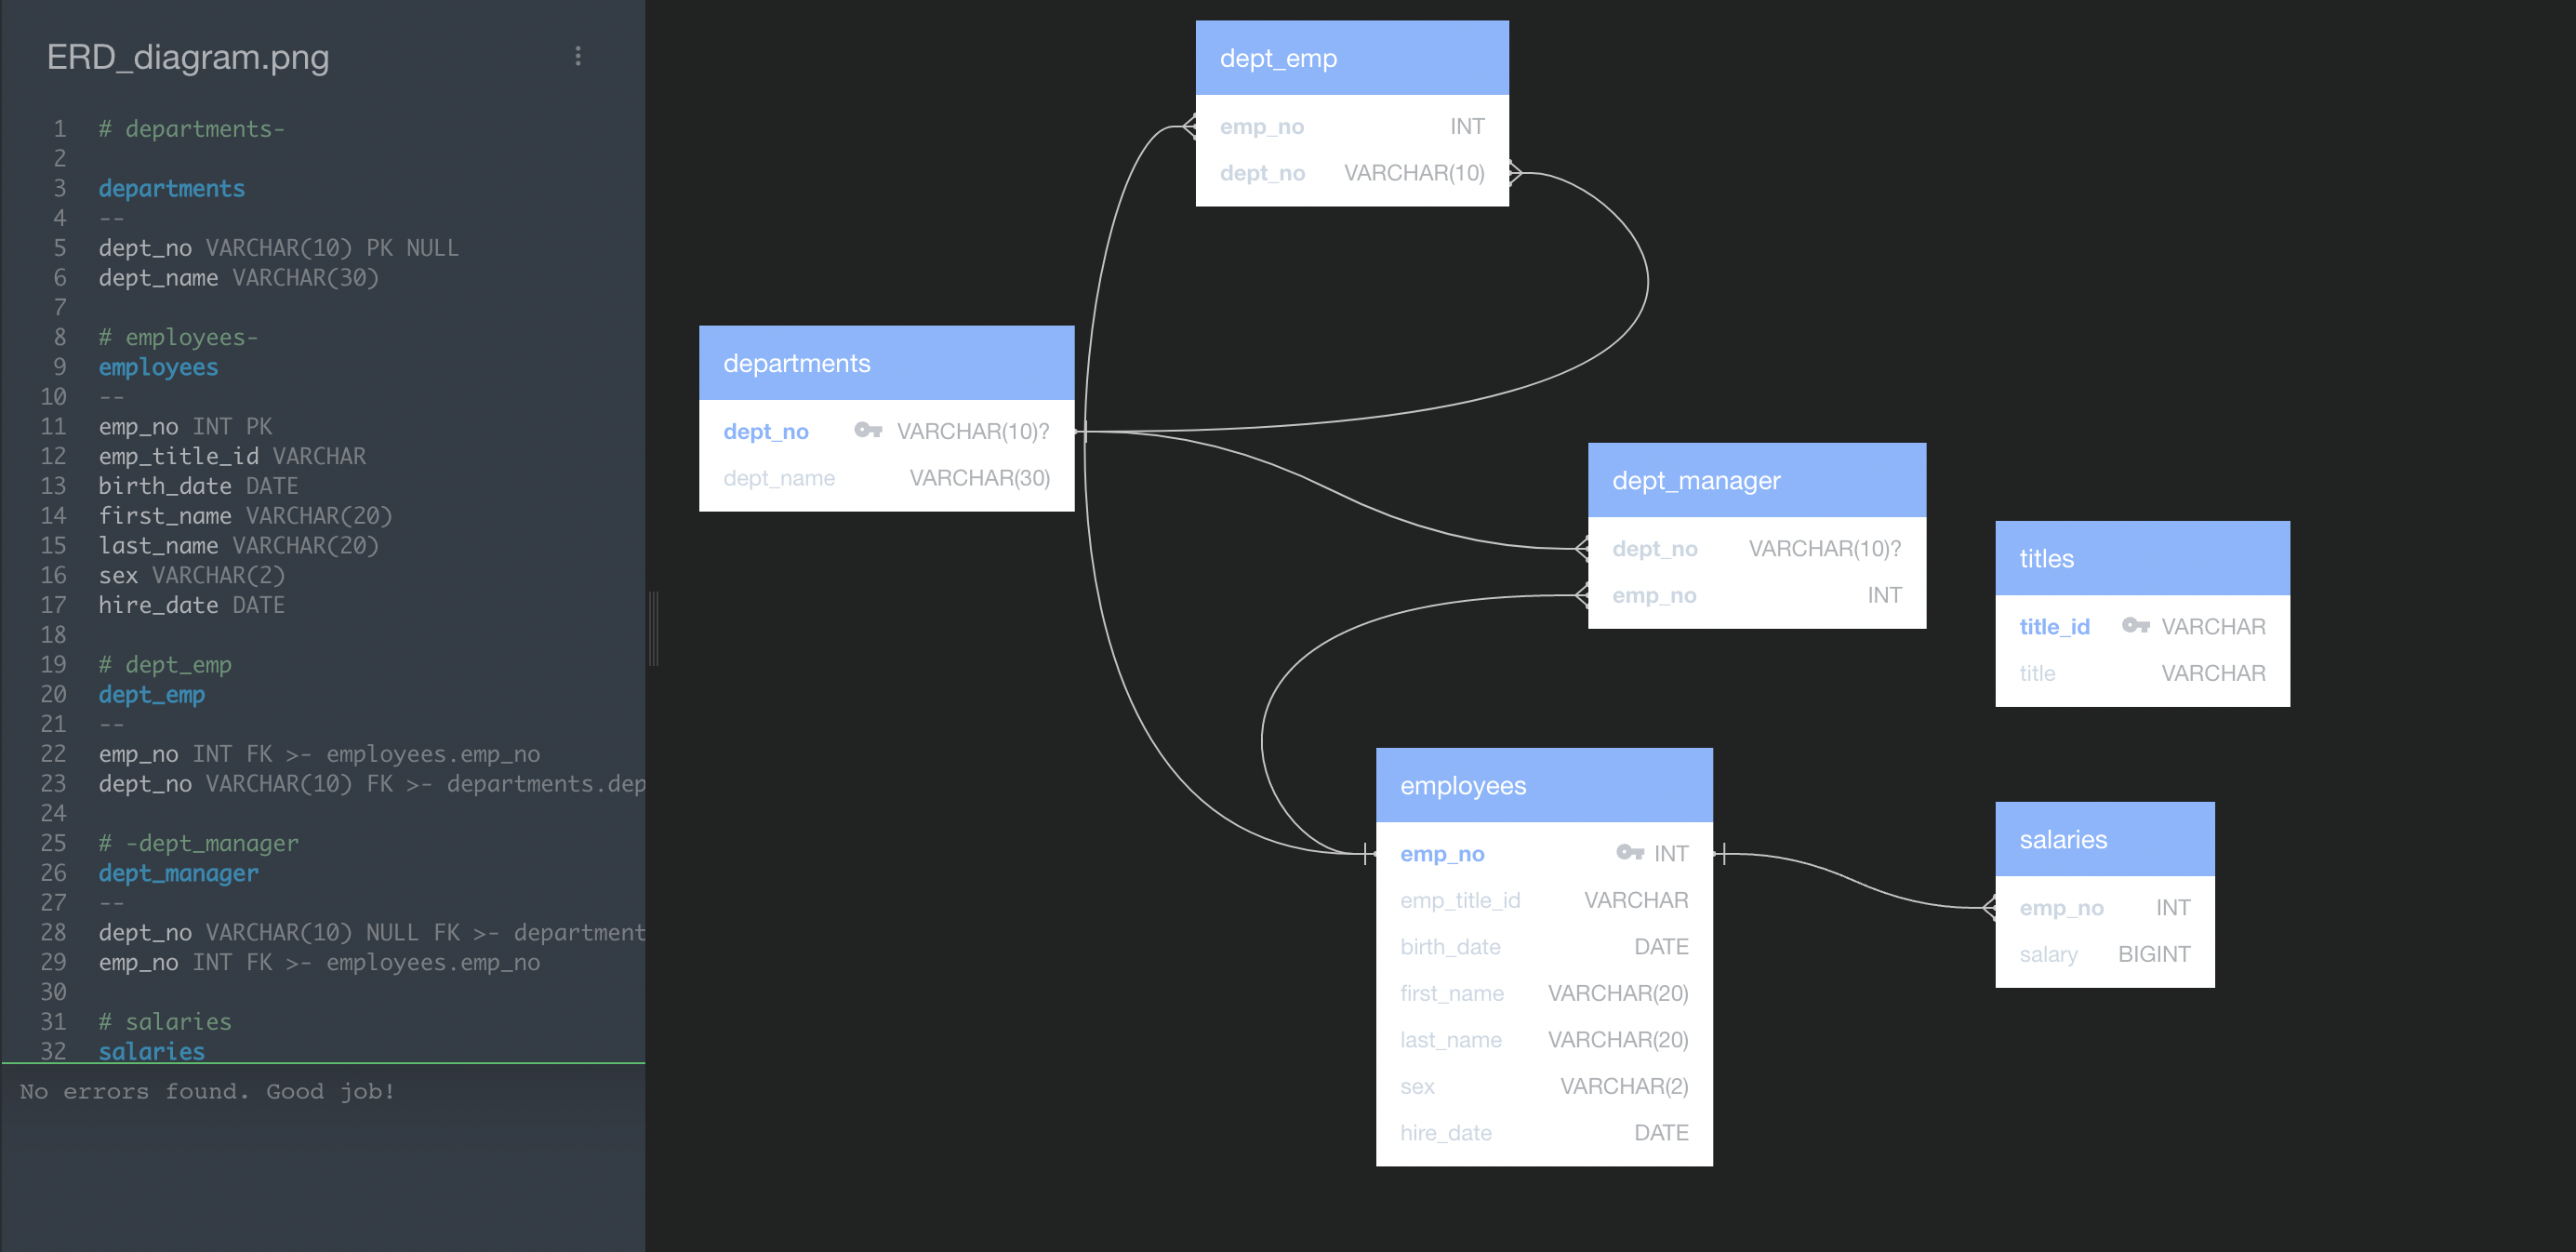 ERD_diagram.png
1 # departments-
2
3 departments
4 --
5 dept_no VARCHAR(10) PK NULL
6 dept_name VARCHAR(30)
7
8 # employees-
9 employees
10 --
11 emp_no INT PK
12 emp_title_id VARCHAR
13 birth_date DATE
14 first_name VARCHAR(20)
15 last_name VARCHAR(20)
16 sex VARCHAR(2)
17 hire_date DATE
18
19 # dept_emp
20 dept_emp
21 --
22 emp_no INT FK >- employees.emp_no
23 dept_no VARCHAR(10) FK >- departments.dep
24
25 # -dept_manager
26 dept_manager
27 --
28 dept_no VARCHAR(10) NULL FK >- department
29 emp_no INT FK >- employees.emp_no
30
31 # salaries
32 salaries
No errors found. Good job!
dept_emp
emp_no INT
dept_no VARCHAR(10)
departments
dept_no VARCHAR(10)?
dept_name VARCHAR(30)
dept_manager
dept_no VARCHAR(10)?
emp_no INT
titles
title_id VARCHAR
title VARCHAR
employees
emp_no INT
emp_title_id VARCHAR
birth_date DATE
first_name VARCHAR(20)
last_name VARCHAR(20)
sex VARCHAR(2)
hire_date DATE
salaries
emp_no INT
salary BIGINT